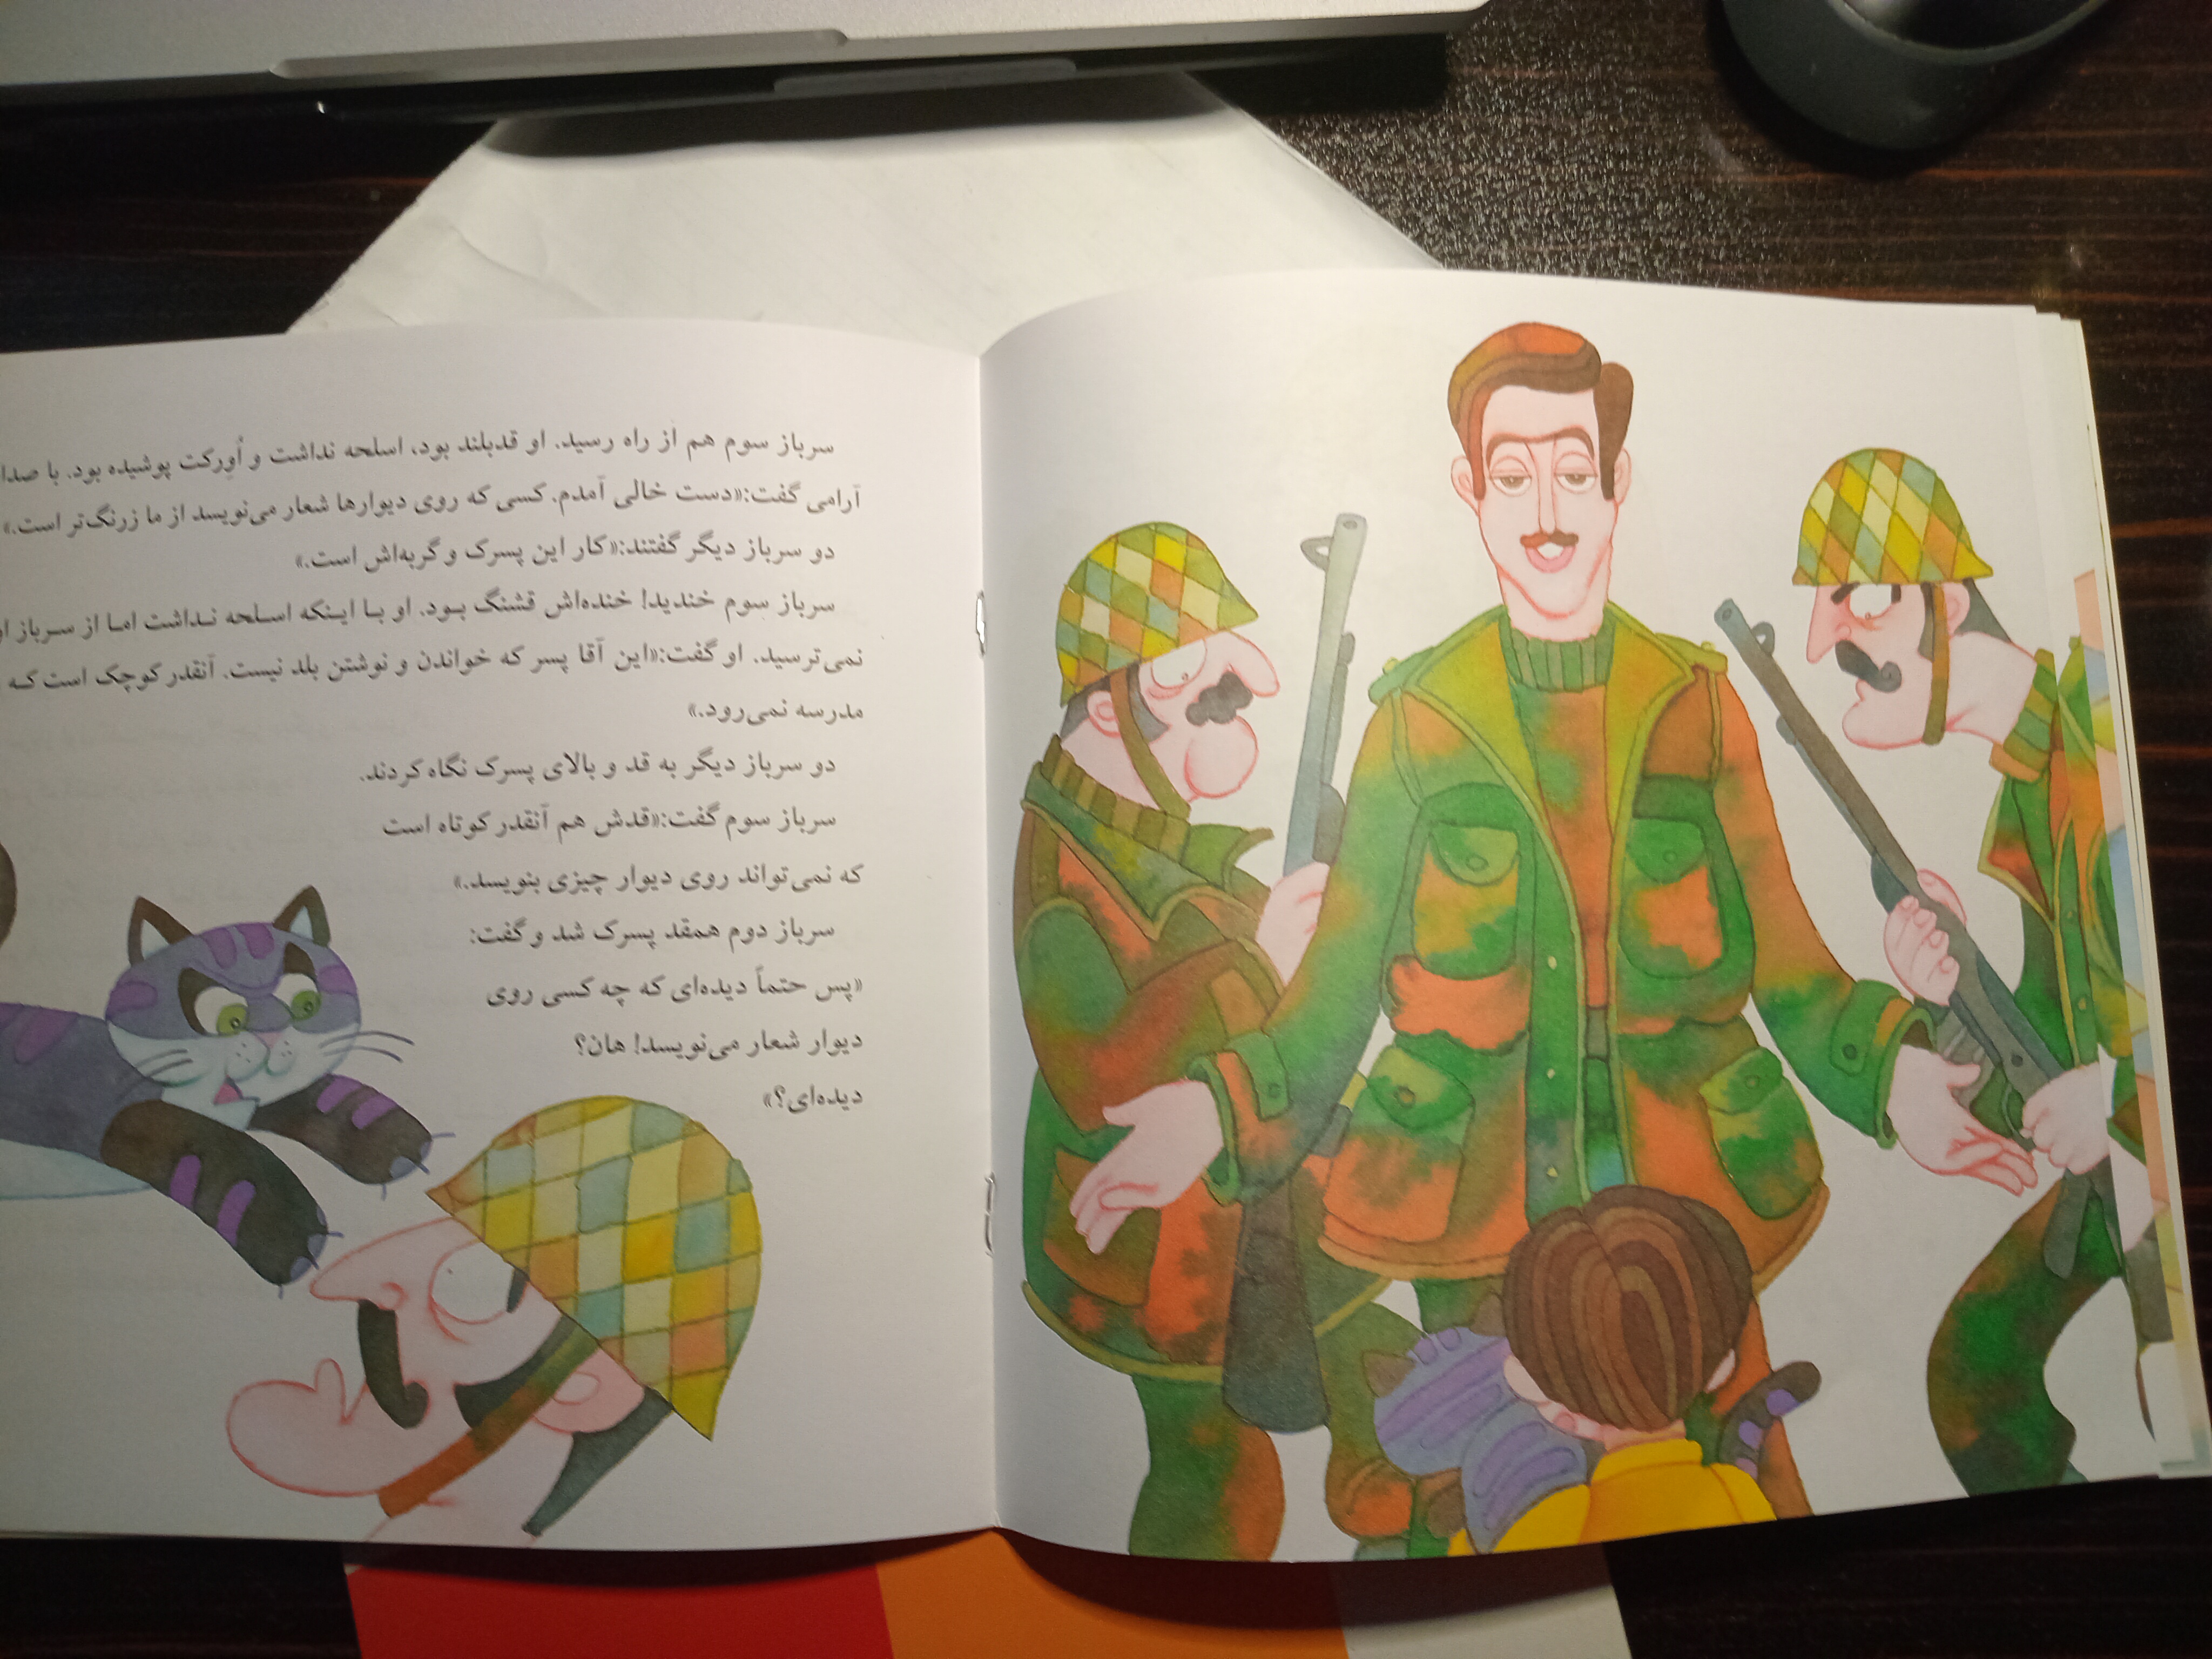 سرباز سوم هم از راه رسید. او قدبلند بود، اسلحه نداشت و اُوِرکت پوشیده بود. با صدا
آرامی گفت:«دست خالی آمدم. کسی که روی دیوارها شعار می‌نویسد از ما زرنگ‌تر است.»
دو سرباز دیگر گفتند:«کار این پسرک و گربه‌اش است.»
سرباز سوم خندید! خنده‌اش قشنگ بود. او با اینکه اسلحه نداشت اما از سرباز
نمی‌ترسید. او گفت:«این آقا پسر که خواندن و نوشتن بلد نیست. آنقدر کوچک است که
مدرسه نمی‌رود.»
دو سرباز دیگر به قد و بالای پسرک نگاه کردند.
سرباز سوم گفت:«قدش هم آنقدر کوتاه است
که نمی‌تواند روی دیوار چیزی بنویسد.»
سرباز دوم همقد پسرک شد و گفت:
«پس حتماً دیده‌ای که چه کسی روی
دیوار شعار می‌نویسد! هان؟
دیده‌ای؟»